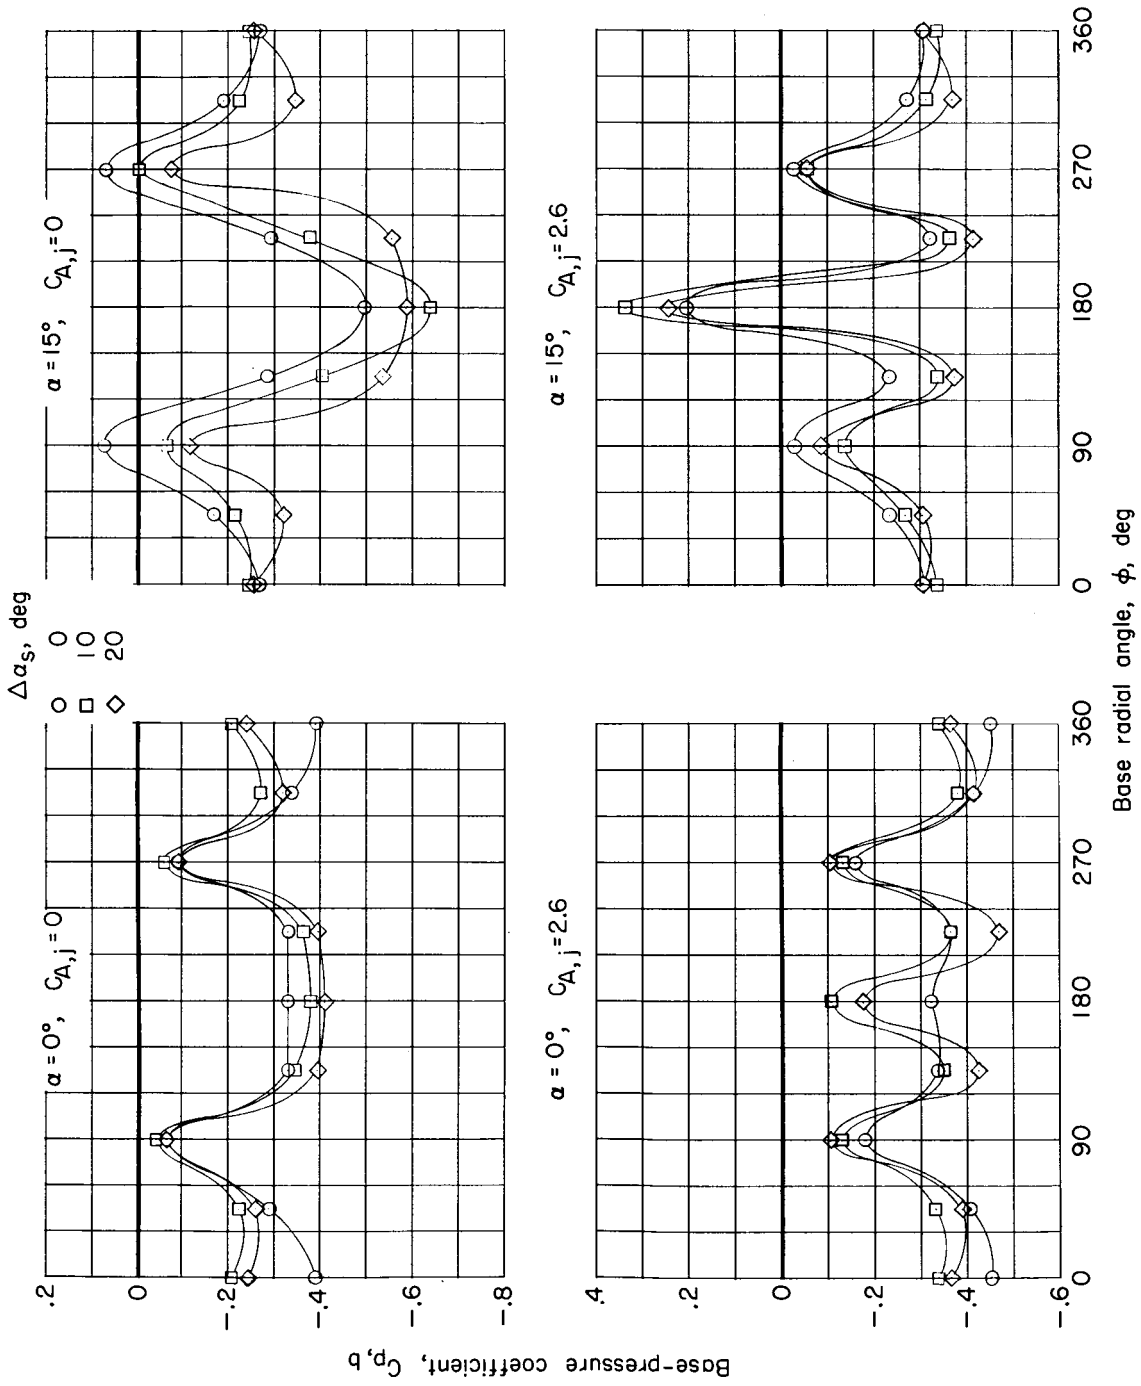 Δαs, deg
○ 0
□ 10
◇ 20
α = 0°, CA,j = 0
α = 15°, CA,j = 0
.2
0
-.2
-.4
-.6
-.8
α = 0°, CA,j = 2.6
α = 15°, CA,j = 2.6
.4
.2
0
-.2
-.4
-.6
0 90 180 270 360
0 90 180 270 360
Base-pressure coefficient, Cp,b
Base radial angle, φ, deg